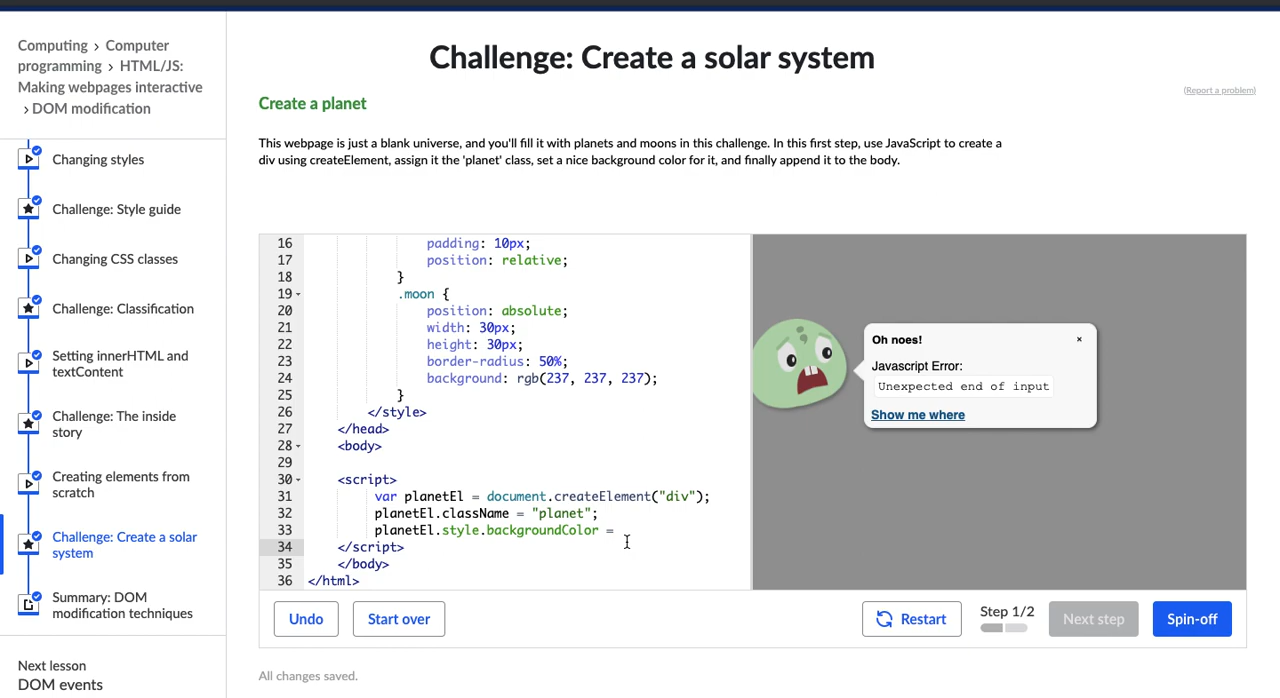 Computing › Computer
programming › HTML/JS:
Making webpages interactive
› DOM modification
Changing styles
Challenge: Style guide
Changing CSS classes
Challenge: Classification
Setting innerHTML and
textContent
Challenge: The inside
story
Creating elements from
scratch
Challenge: Create a solar
system
Summary: DOM
modification techniques
Next lesson
DOM events
Challenge: Create a solar system
(Report a problem)
Create a planet
This webpage is just a blank universe, and you'll fill it with planets and moons in this challenge. In this first step, use JavaScript to create a
div using createElement, assign it the 'planet' class, set a nice background color for it, and finally append it to the body.
16 padding: 10px;
17 position: relative;
18 }
19 .moon {
20 position: absolute;
21 width: 30px;
22 height: 30px;
23 border-radius: 50%;
24 background: rgb(237, 237, 237);
25 }
26 </style>
27 </head>
28 <body>
29
30 <script>
31 var planetEl = document.createElement("div");
32 planetEl.className = "planet";
33 planetEl.style.backgroundColor =
34 </script>
35 </body>
36 </html>
Oh noes!
×
Javascript Error:
Unexpected end of input
Show me where
Undo
Start over
Restart
Step 1/2
Next step
Spin-off
All changes saved.